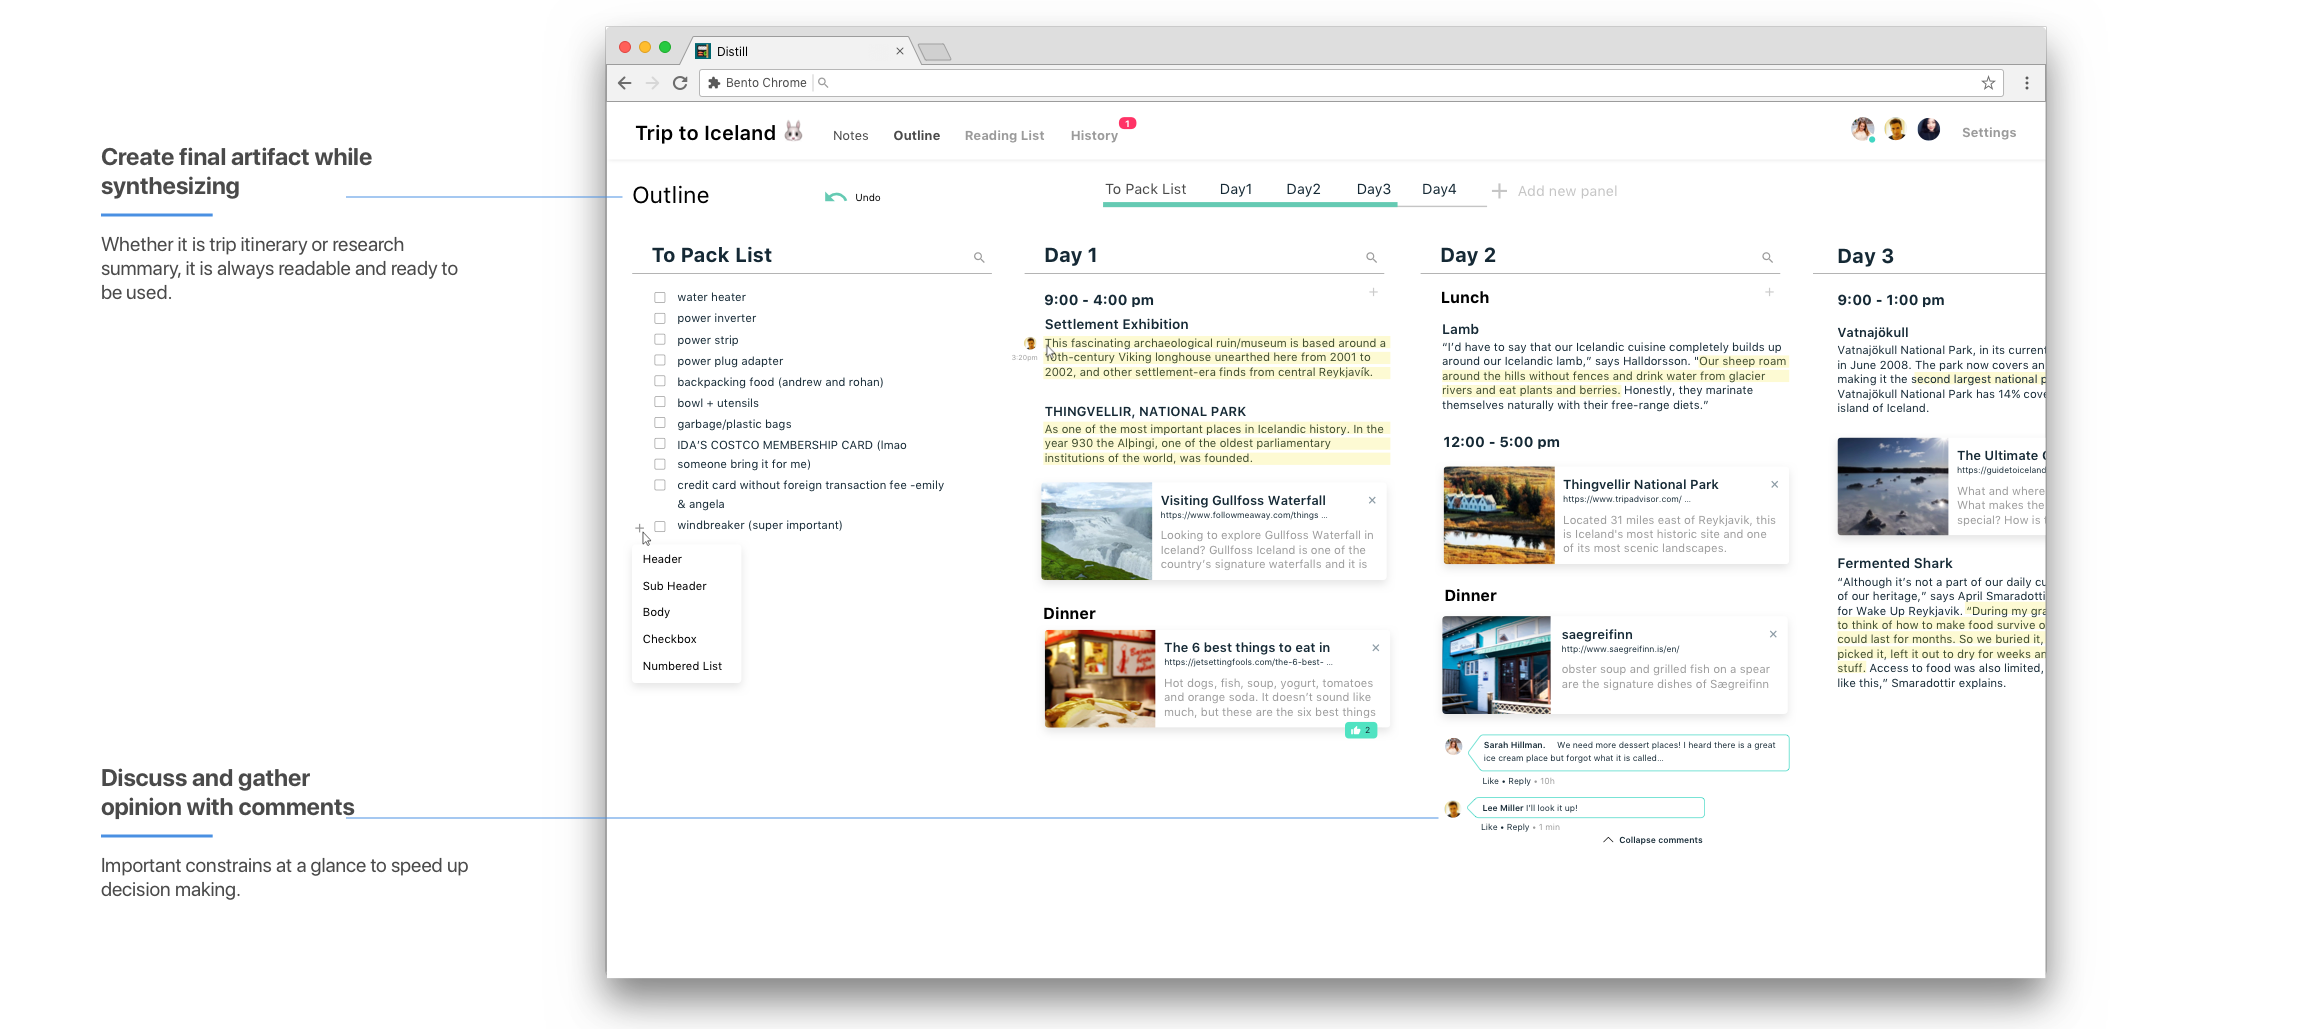 Create final artifact while
synthesizing
Whether it is trip itinerary or research
summary, it is always readable and ready to
be used.
Discuss and gather
opinion with comments
Important constrains at a glance to speed up
decision making.
Distill
Bento Chrome
Trip to Iceland
Notes
Outline
Reading List
History
1
Settings
Outline
Undo
To Pack List
Day1
Day2
Day3
Day4
Add new panel
To Pack List
water heater
power inverter
power strip
power plug adapter
backpacking food (andrew and rohan)
bowl + utensils
garbage/plastic bags
IDA'S COSTCO MEMBERSHIP CARD (lmao
someone bring it for me)
credit card without foreign transaction fee -emily
& angela
windbreaker (super important)
Header
Sub Header
Body
Checkbox
Numbered List
Day 1
9:00 - 4:00 pm
Settlement Exhibition
3:20pm
This fascinating archaeological ruin/museum is based around a
10th-century Viking longhouse unearthed here from 2001 to
2002, and other settlement-era finds from central Reykjavík.
THINGVELLIR, NATIONAL PARK
As one of the most important places in Icelandic history. In the
year 930 the Alþingi, one of the oldest parliamentary
institutions of the world, was founded.
Visiting Gullfoss Waterfall
https://www.followmeaway.com/things ...
Looking to explore Gullfoss Waterfall in
Iceland? Gullfoss Iceland is one of the
country's signature waterfalls and it is
Dinner
The 6 best things to eat in
https://jetsettingfools.com/the-6-best- ...
Hot dogs, fish, soup, yogurt, tomatoes
and orange soda. It doesn't sound like
much, but these are the six best things
2
Day 2
Lunch
Lamb
“I'd have to say that our Icelandic cuisine completely builds up
around our Icelandic lamb,” says Halldorsson. "Our sheep roam
around the hills without fences and drink water from glacier
rivers and eat plants and berries. Honestly, they marinate
themselves naturally with their free-range diets.”
12:00 - 5:00 pm
Thingvellir National Park
https://www.tripadvisor.com/ ...
Located 31 miles east of Reykjavik, this
is Iceland's most historic site and one
of its most scenic landscapes.
Dinner
saegreifinn
http://www.saegreifinn.is/en/
obster soup and grilled fish on a spear
are the signature dishes of Sægreifinn
Sarah Hillman. We need more dessert places! I heard there is a great
ice cream place but forgot what it is called...
Like • Reply • 10h
Lee Miller I'll look it up!
Like • Reply • 1 min
Collapse comments
Day 3
9:00 - 1:00 pm
Vatnajökull
Vatnajökull National Park, in its current
in June 2008. The park now covers an
making it the second largest national p
Vatnajökull National Park has 14% cove
island of Iceland.
The Ultimate
https://guidetoiceland
What and where
What makes the
special? How is
Fermented Shark
“Although it's not a part of our daily cu
of our heritage,” says April Smaradotti
for Wake Up Reykjavik. “During my gra
to think of how to make food survive o
could last for months. So we buried it,
picked it, left it out to dry for weeks an
stuff. Access to food was also limited,
like this,” Smaradottir explains.